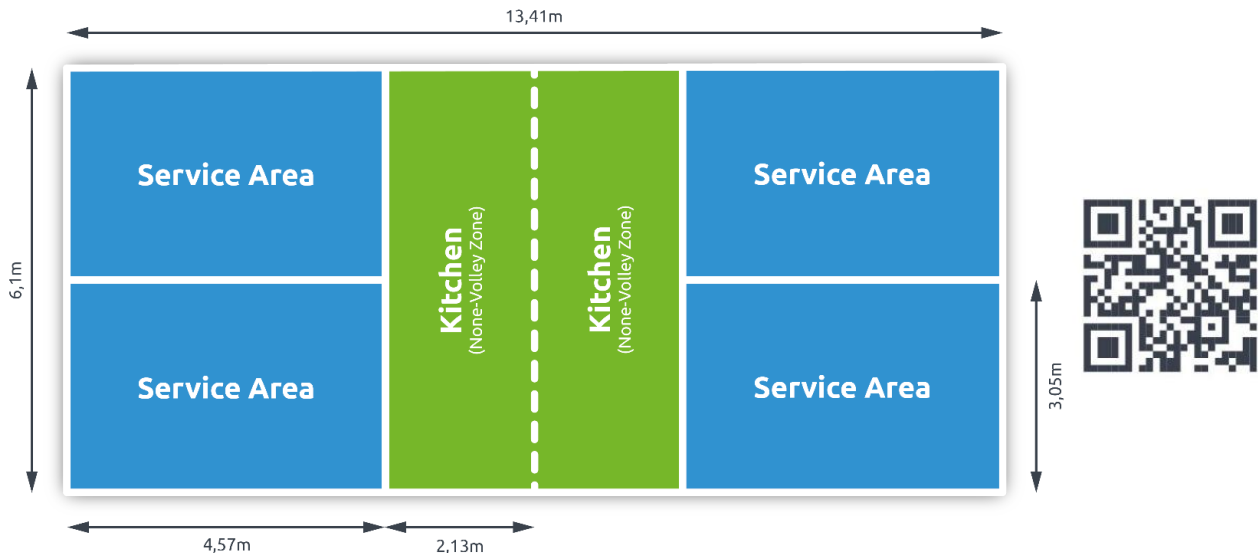 13,41m
Service Area
Service Area
6,1m
Kitchen
(None-Volley Zone)
Kitchen
(None-Volley Zone)
Service Area
Service Area
3,05m
4,57m
2,13m